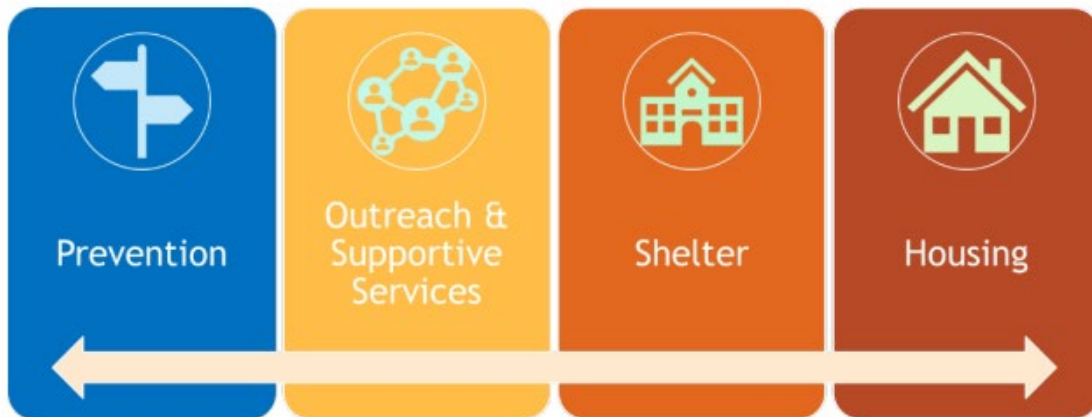 Prevention
Outreach &
Supportive
Services
Shelter
Housing